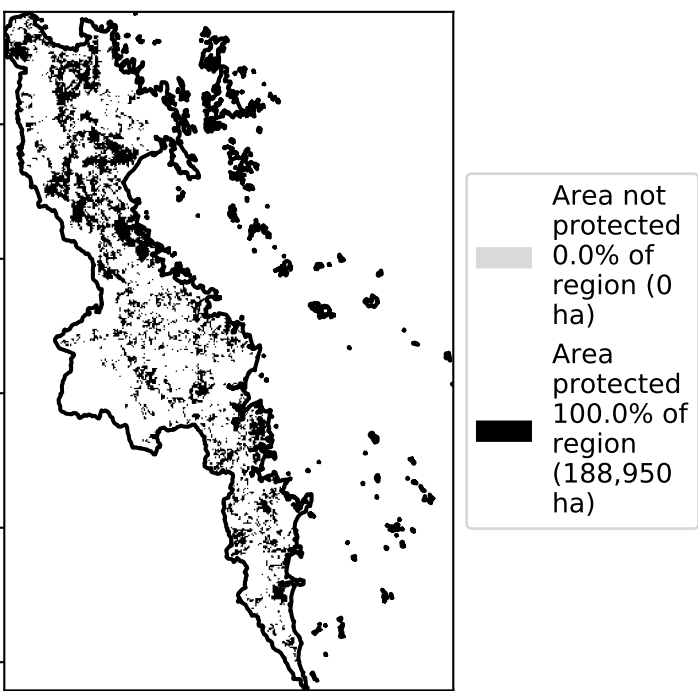 Area not
protected
0.0% of
region (0
ha)
Area
protected
100.0% of
region
(188,950
ha)